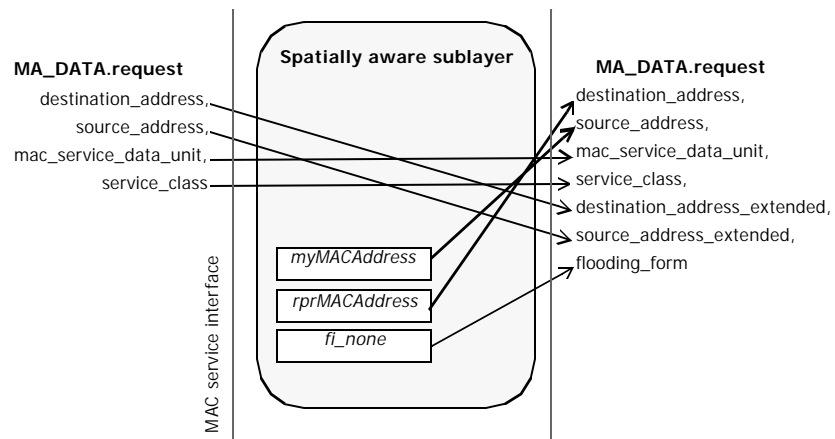 Spatially aware sublayer
MA_DATA.request
destination_address,
source_address,
mac_service_data_unit,
service_class
MA_DATA.request
destination_address,
source_address,
mac_service_data_unit,
service_class,
destination_address_extended,
source_address_extended,
flooding_form
myMACAddress
rprMACAddress
fi_none
MAC service interface